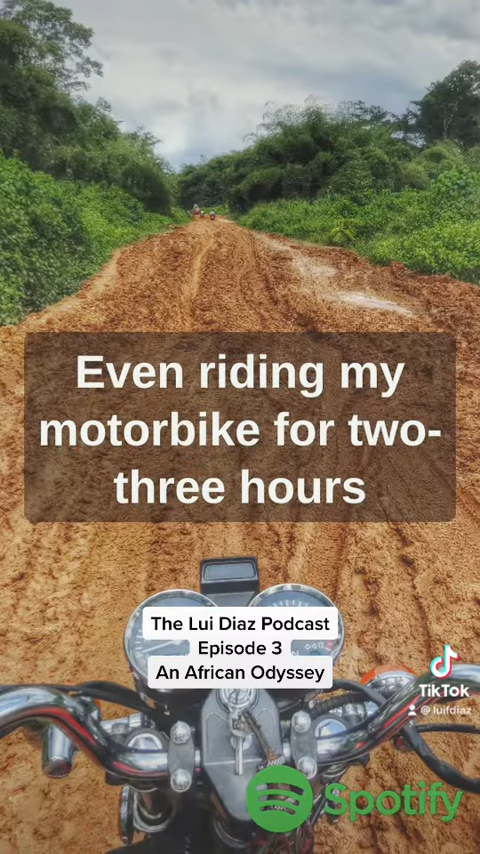 Even riding my
motorbike for two-
three hours
The Lui Diaz Podcast
Episode 3
An African Odyssey
TikTok
@ luifdiaz
Spotify